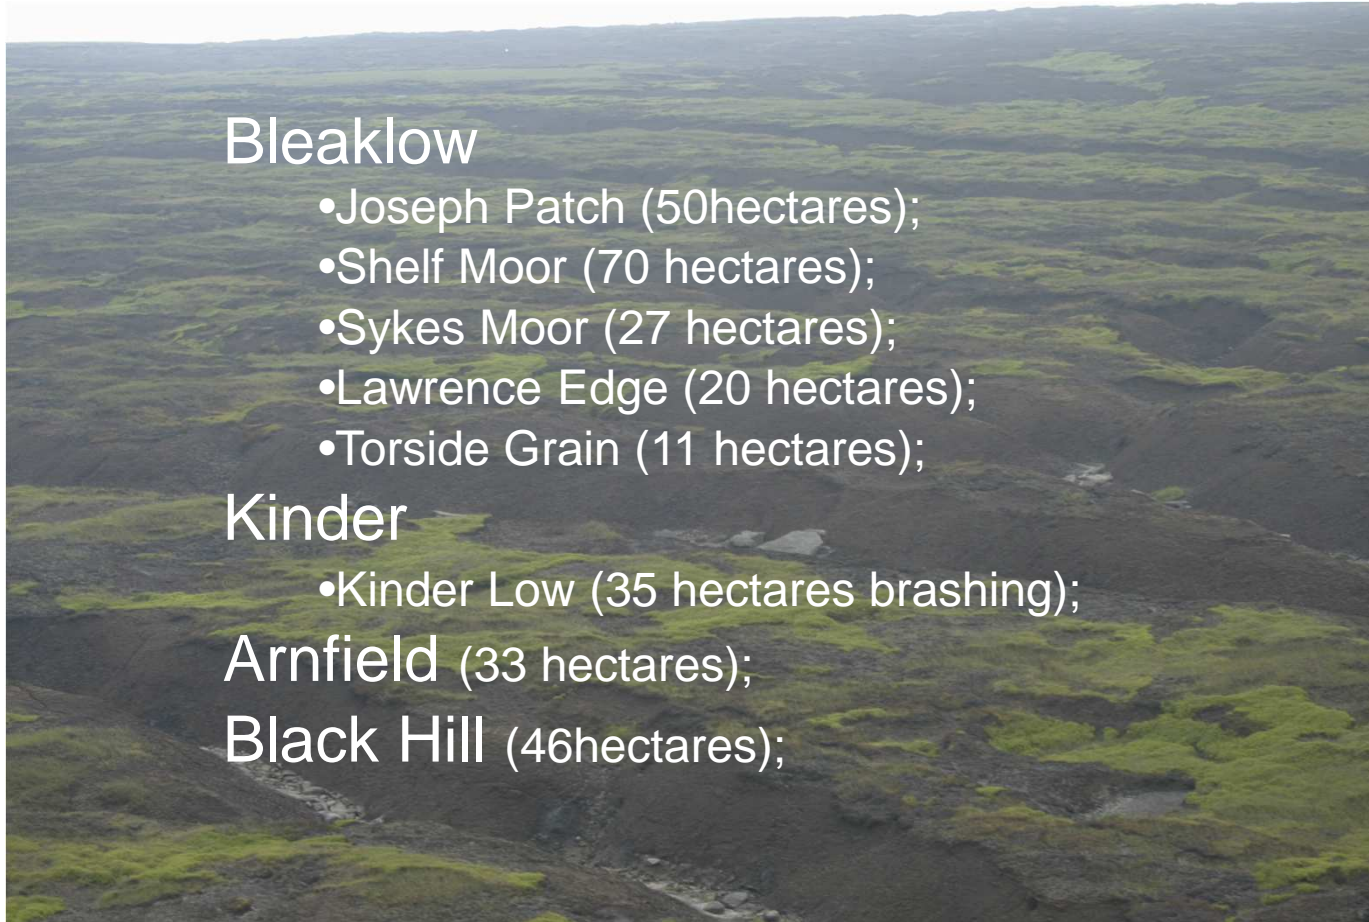 Bleaklow
•Joseph Patch (50hectares);
•Shelf Moor (70 hectares);
•Sykes Moor (27 hectares);
•Lawrence Edge (20 hectares);
•Torside Grain (11 hectares);
Kinder
•Kinder Low (35 hectares brashing);
Arnfield (33 hectares);
Black Hill (46hectares);